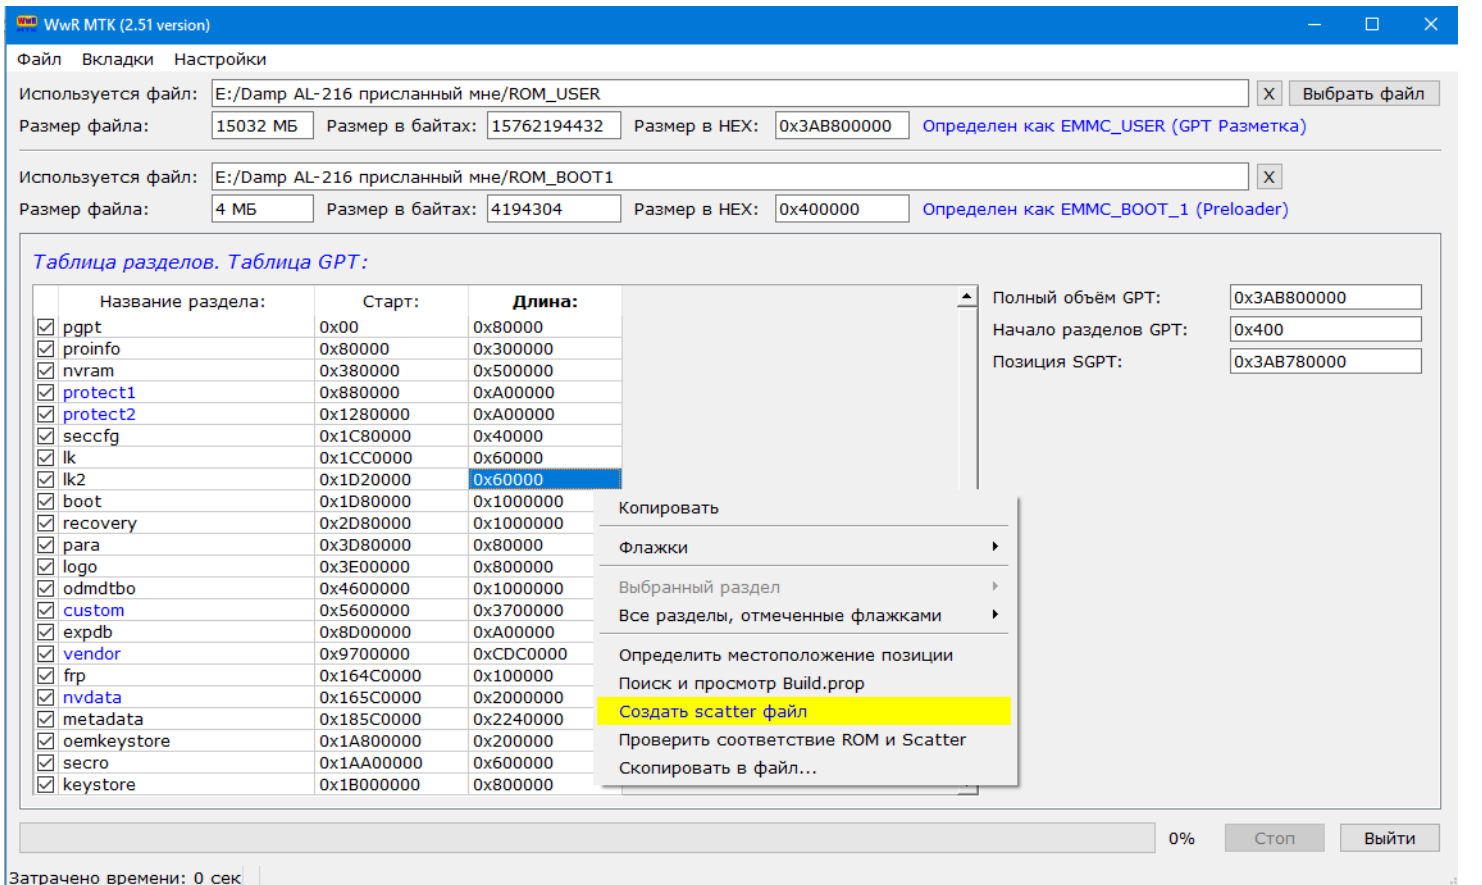 WwR MTK (2.51 version)
Файл Вкладки Настройки
Используется файл: E:/Damp AL-216 присланный мне/ROM_USER X Выбрать файл
Размер файла: 15032 МБ Размер в байтах: 15762194432 Размер в HEX: 0x3AB800000 Определен как EMMC_USER (GPT Разметка)
Используется файл: E:/Damp AL-216 присланный мне/ROM_BOOT1 X
Размер файла: 4 МБ Размер в байтах: 4194304 Размер в HEX: 0x400000 Определен как EMMC_BOOT_1 (Preloader)
Таблица разделов. Таблица GPT:
Название раздела: Старт: Длина:
pgpt 0x00 0x80000
proinfo 0x80000 0x300000
nvram 0x380000 0x500000
protect1 0x880000 0xA00000
protect2 0x1280000 0xA00000
seccfg 0x1C80000 0x40000
lk 0x1CC0000 0x60000
lk2 0x1D20000 0x60000
boot 0x1D80000 0x1000000
recovery 0x2D80000 0x1000000
para 0x3D80000 0x80000
logo 0x3E00000 0x800000
odmdtbo 0x4600000 0x1000000
custom 0x5600000 0x3700000
expdb 0x8D00000 0xA00000
vendor 0x9700000 0xCDC0000
frp 0x164C0000 0x100000
nvdata 0x165C0000 0x2000000
metadata 0x185C0000 0x2240000
oemkeystore 0x1A800000 0x200000
secro 0x1AA00000 0x600000
keystore 0x1B000000 0x800000
Копировать
Флажки
Выбранный раздел
Все разделы, отмеченные флажками
Определить местоположение позиции
Поиск и просмотр Build.prop
Создать scatter файл
Проверить соответствие ROM и Scatter
Скопировать в файл...
Полный объём GPT: 0x3AB800000
Начало разделов GPT: 0x400
Позиция SGPT: 0x3AB780000
0% Стоп Выйти
Затрачено времени: 0 сек